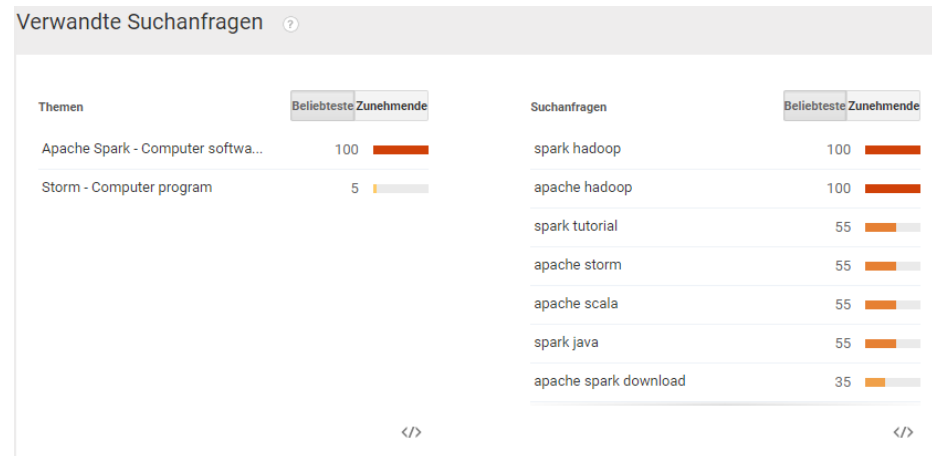 Verwandte Suchanfragen ?
Themen
Beliebteste Zunehmende
Apache Spark - Computer softwa... 100
Storm - Computer program 5
</>
Suchanfragen
Beliebteste Zunehmende
spark hadoop 100
apache hadoop 100
spark tutorial 55
apache storm 55
apache scala 55
spark java 55
apache spark download 35
</>